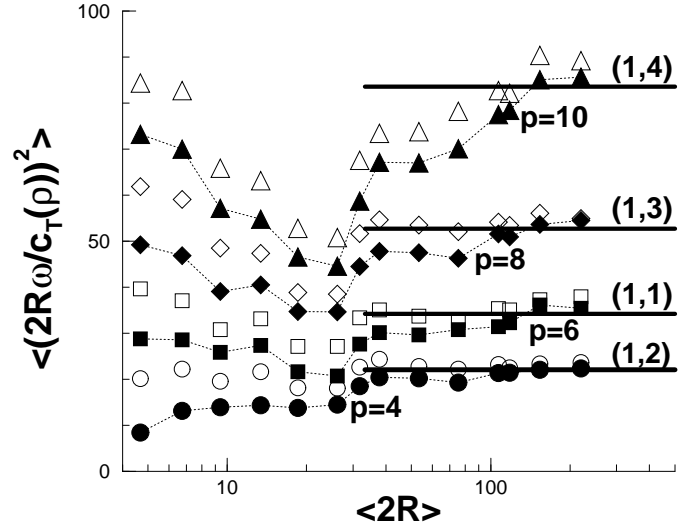 100
(1,4)
p=10
<(2Rω/c_T(ρ))²>
50
(1,3)
p=8
(1,1)
p=6
(1,2)
p=4
0
10
100
<2R>